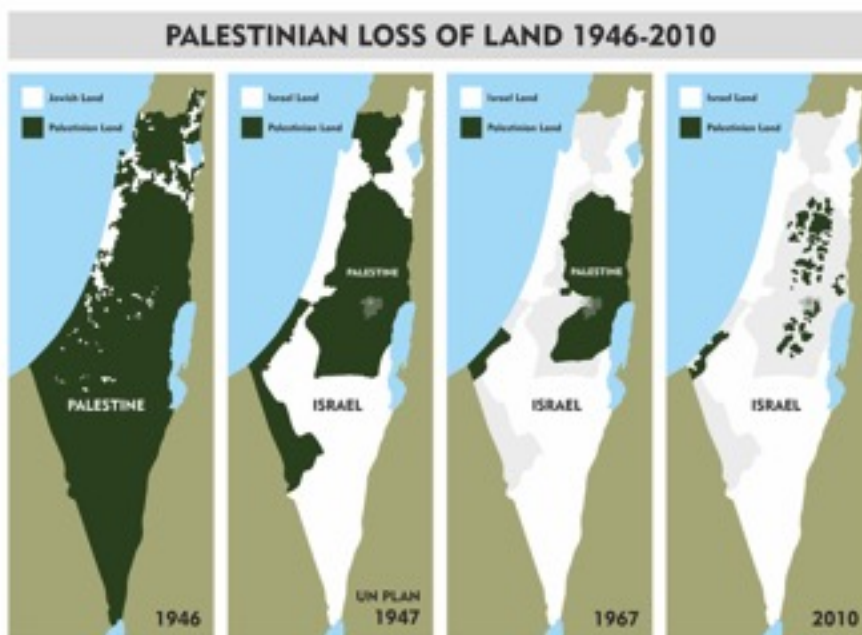 PALESTINIAN LOSS OF LAND 1946-2010
Jewish Land
Palestinian Land
PALESTINE
1946
Israel Land
Palestinian Land
PALESTINE
ISRAEL
UN PLAN
1947
Israel Land
Palestinian Land
PALESTINE
ISRAEL
1967
Israel Land
Palestinian Land
ISRAEL
2010